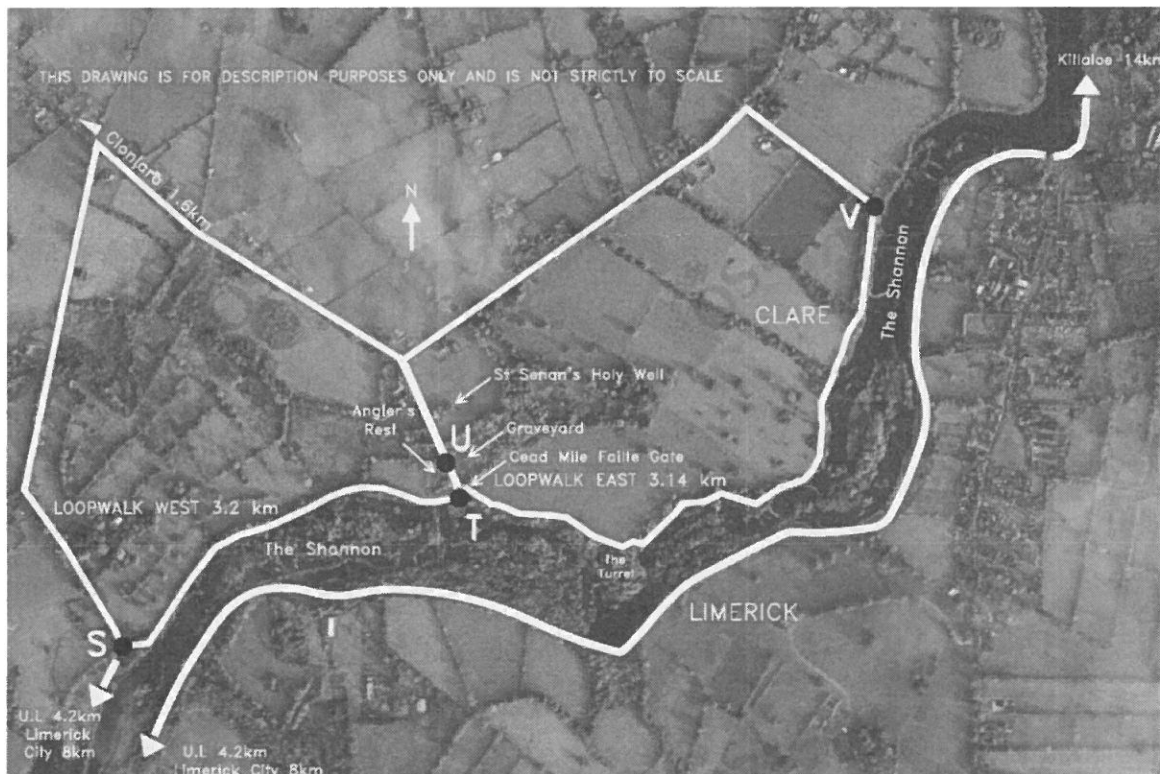 Killaloe 14km
THIS DRAWING IS FOR DESCRIPTION PURPOSES ONLY AND IS NOT STRICTLY TO SCALE
Clonlara 1.6km
N
V
The Shannon
CLARE
St Senan's Holy Well
Angler's
Rest
U
Graveyard
Cead Mile Failte Gate
LOOPWALK EAST 3.14 km
LOOPWALK WEST 3.2 km
T
The Shannon
The
Turret
LIMERICK
S
U.L 4.2km
Limerick
City 8km
U.L 4.2km
Limerick City 8km